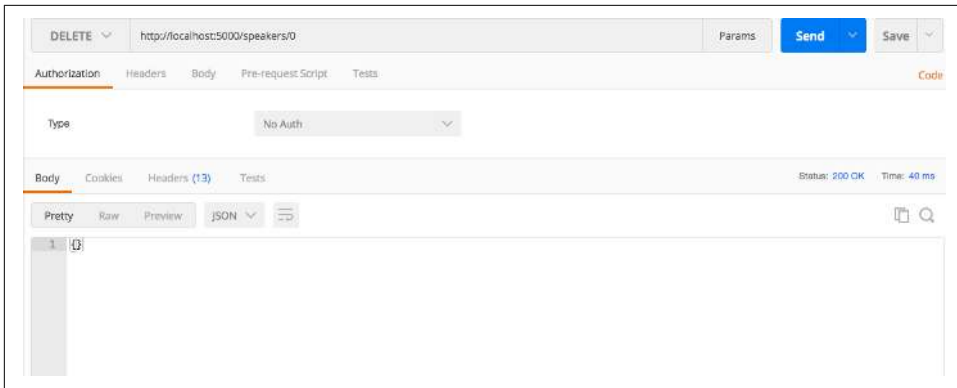 DELETE http://localhost:5000/speakers/0 Params Send Save
Authorization Headers Body Pre-request Script Tests Code
Type No Auth
Body Cookies Headers (13) Tests Status: 200 OK Time: 40 ms
Pretty Raw Preview JSON
1 {}